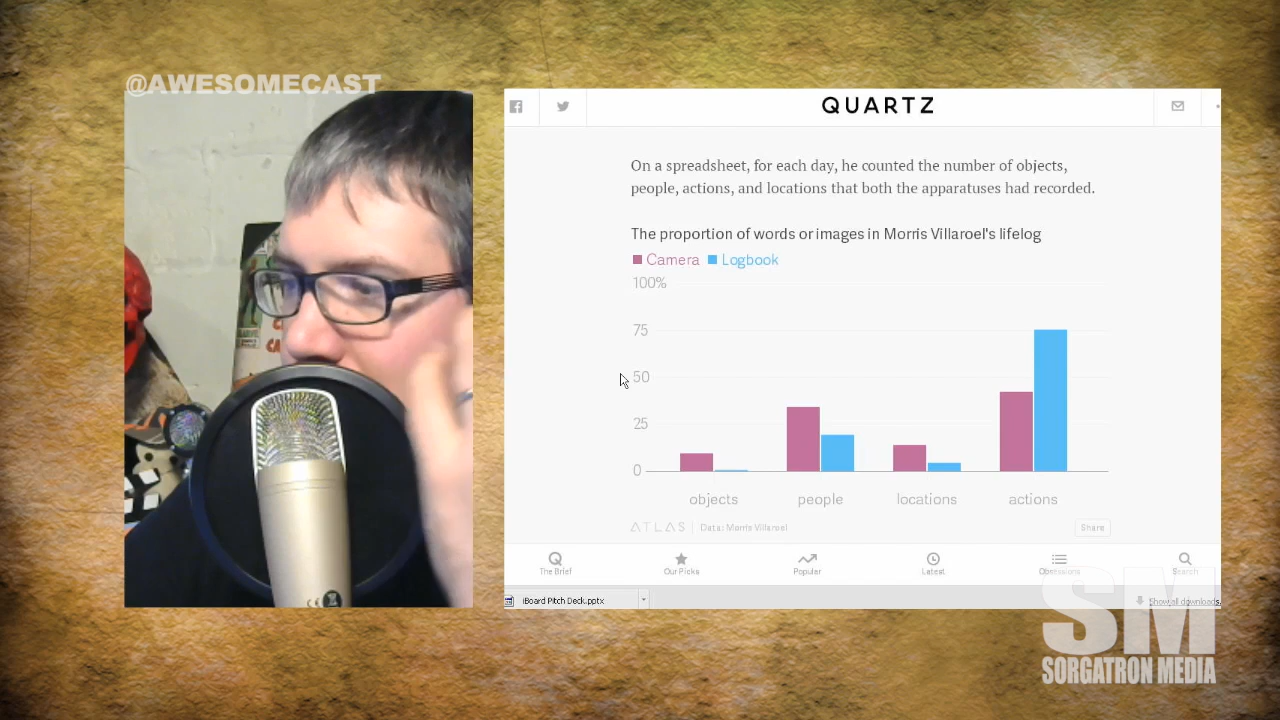 @AWESOMECAST
QUARTZ
On a spreadsheet, for each day, he counted the number of objects,
people, actions, and locations that both the apparatuses had recorded.
The proportion of words or images in Morris Villaroel's lifelog
Camera Logbook
100%
75
50
25
0
objects people locations actions
ATLAS Data: Morris Villaroel Share
The Brief Our Picks Popular Latest Obsessions Search
iBoard Pitch Deck.pptx Show all downloads.
SM
SORGATRON MEDIA